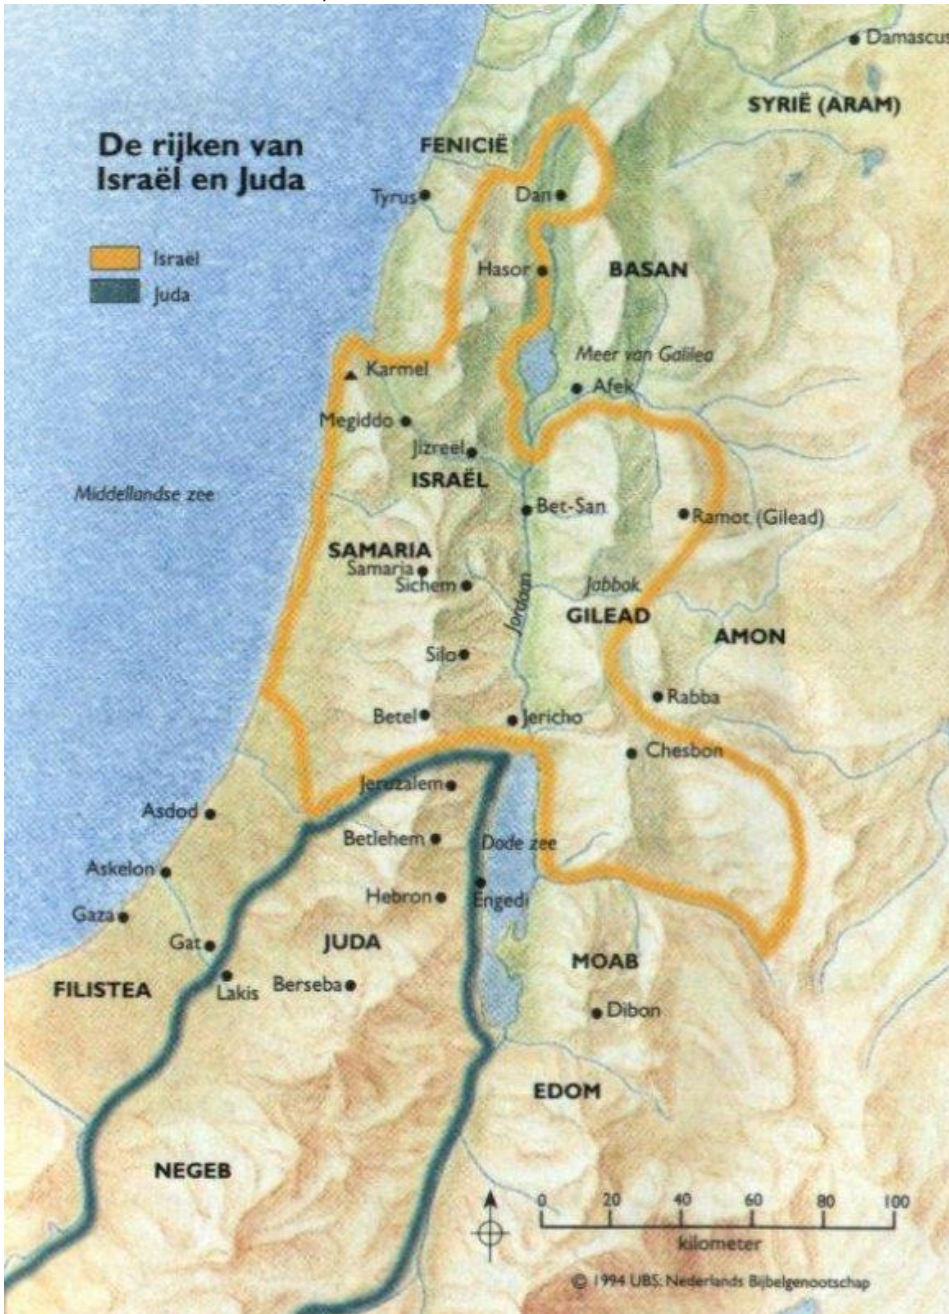 Damascus
SYRIË (ARAM)
De rijken van
Israël en Juda
FENICIË
Tyrus
Dan
Israël
Juda
Hasor
BASAN
Meer van Galilea
Karmel
Afek
Megiddo
Jizreël
ISRAËL
Middellandse zee
Bet-San
Ramot (Gilead)
SAMARIA
Samaria
Sichem
Jordaan
Jabbok
GILEAD
AMON
Silo
Rabba
Betel
Jericho
Chesbon
Jeruzalem
Asdod
Betlehem
Dode zee
Askelon
Hebron
Engedi
Gaza
Gat
JUDA
MOAB
FILISTEA
Lakis
Berseba
Dibon
EDOM
NEGEB
0 20 40 60 80 100
kilometer
© 1994 UBS; Nederlands Bijbelgenootschap